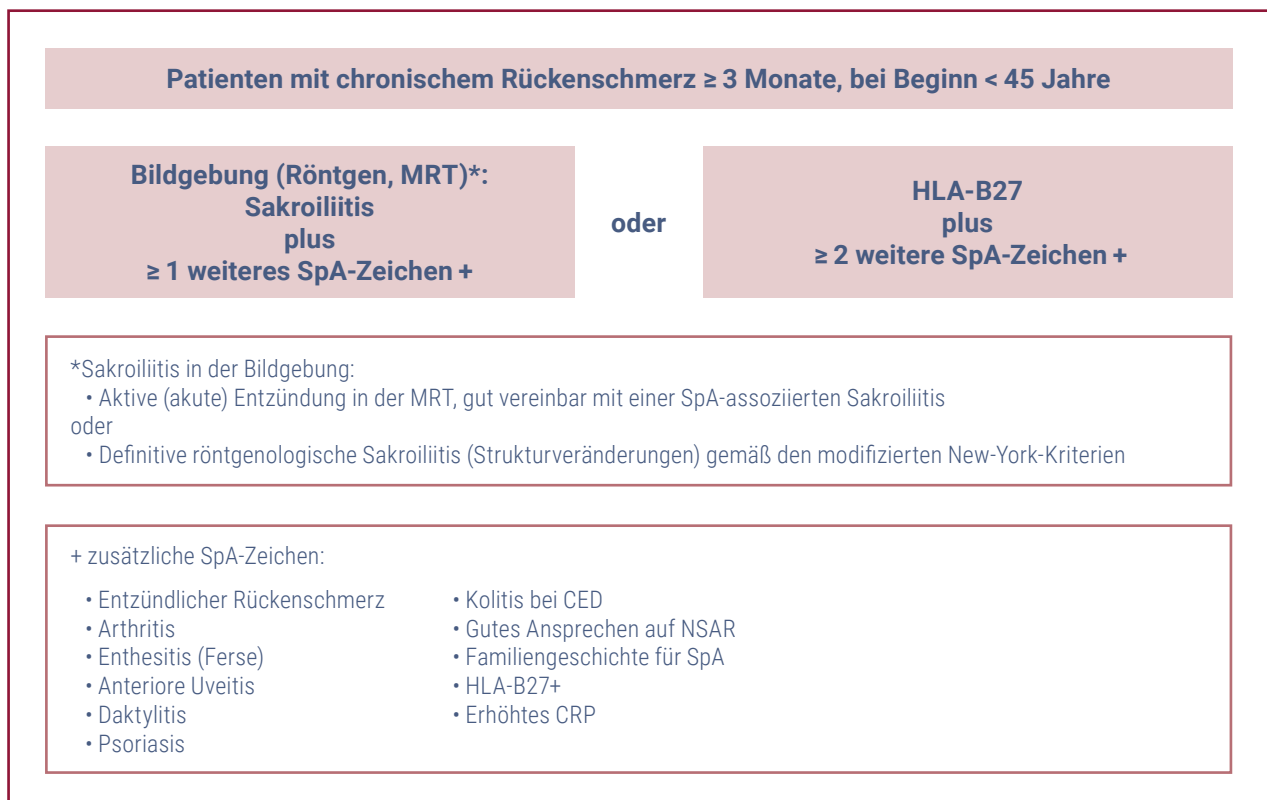 Patienten mit chronischem Rückenschmerz ≥ 3 Monate, bei Beginn < 45 Jahre
Bildgebung (Röntgen, MRT)*:
Sakroiliitis
plus
≥ 1 weiteres SpA-Zeichen +
oder
HLA-B27
plus
≥ 2 weitere SpA-Zeichen +
*Sakroiliitis in der Bildgebung:
• Aktive (akute) Entzündung in der MRT, gut vereinbar mit einer SpA-assoziierten Sakroiliitis
oder
• Definitive röntgenologische Sakroiliitis (Strukturveränderungen) gemäß den modifizierten New-York-Kriterien
+ zusätzliche SpA-Zeichen:
• Entzündlicher Rückenschmerz
• Arthritis
• Enthesitis (Ferse)
• Anteriore Uveitis
• Daktylitis
• Psoriasis
• Kolitis bei CED
• Gutes Ansprechen auf NSAR
• Familiengeschichte für SpA
• HLA-B27+
• Erhöhtes CRP